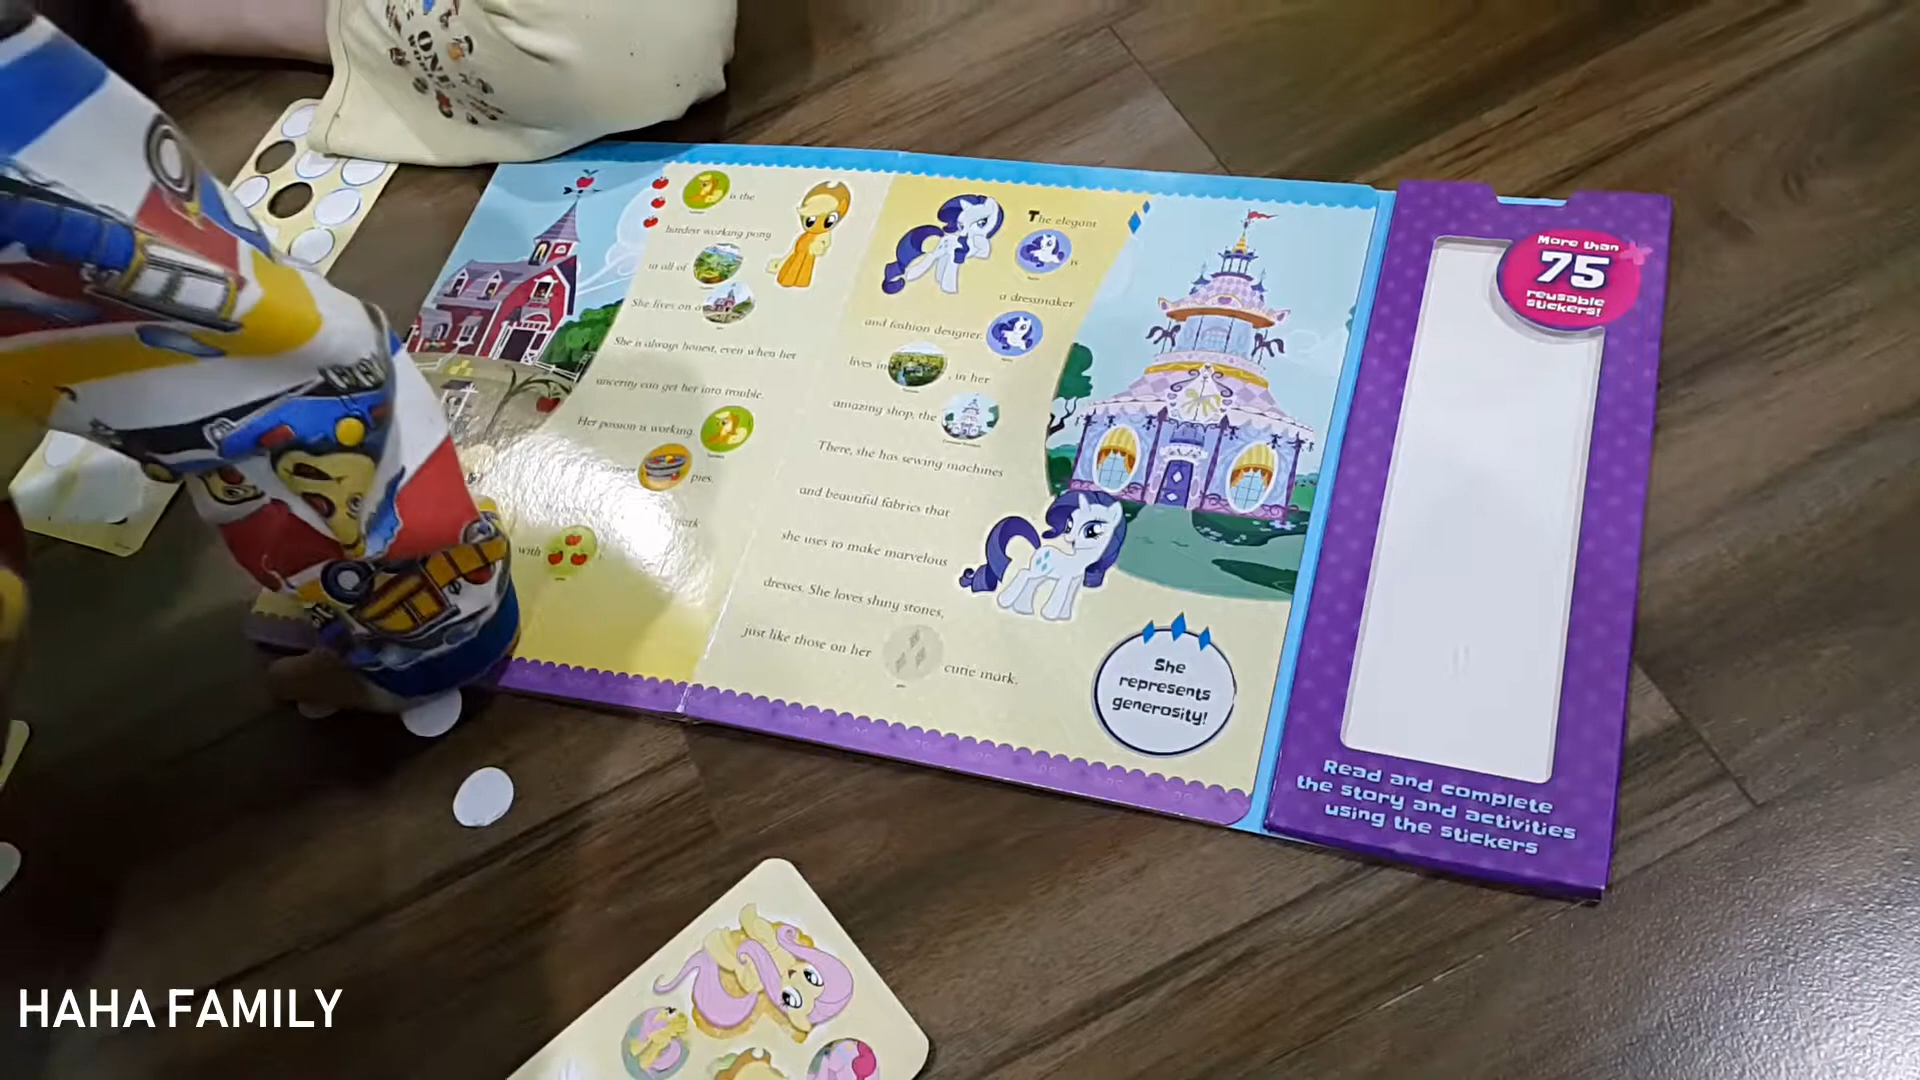 ONE
is the
hardest working pony
in all of
She lives on a
She is always honest, even when her
sincerity can get her into trouble.
Her passion is working.
pies.
mark
with
The elegant
is
a dressmaker
and fashion designer.
lives in , in her
amazing shop, the
There, she has sewing machines
and beautiful fabrics that
she uses to make marvelous
dresses. She loves shiny stones,
just like those on her cutie mark.
She
represents
generosity!
More than
75
reusable
stickers!
Read and complete
the story and activities
using the stickers
HAHA FAMILY